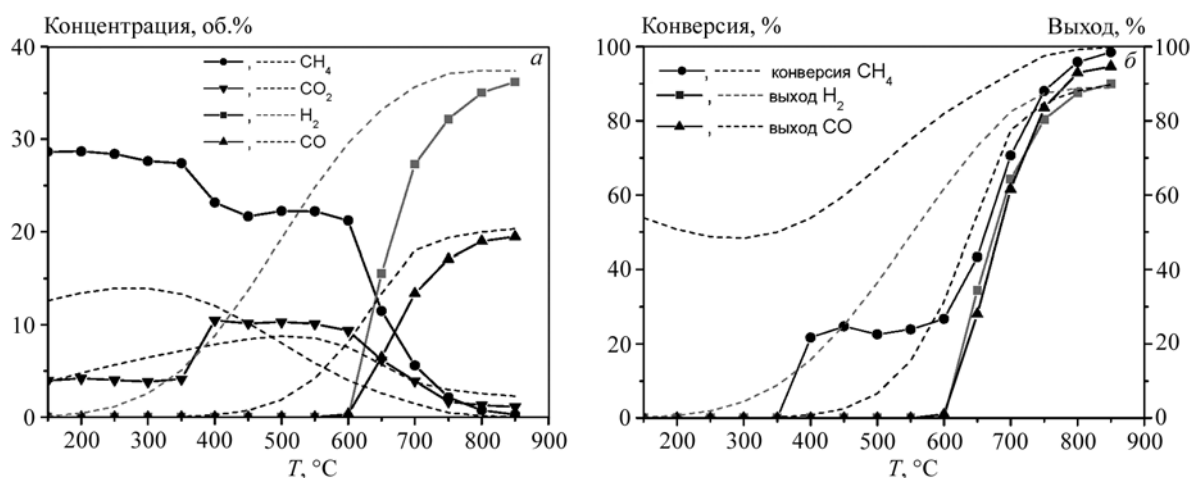 Концентрация, об.%
а
40
30
20
10
0
, CH₄
, CO₂
, H₂
, CO
200 300 400 500 600 700 800 900
T, °C
Конверсия, %
Выход, %
б
100
80
60
40
20
0
, конверсия CH₄
, выход H₂
, выход CO
100
80
60
40
20
0
200 300 400 500 600 700 800 900
T, °C